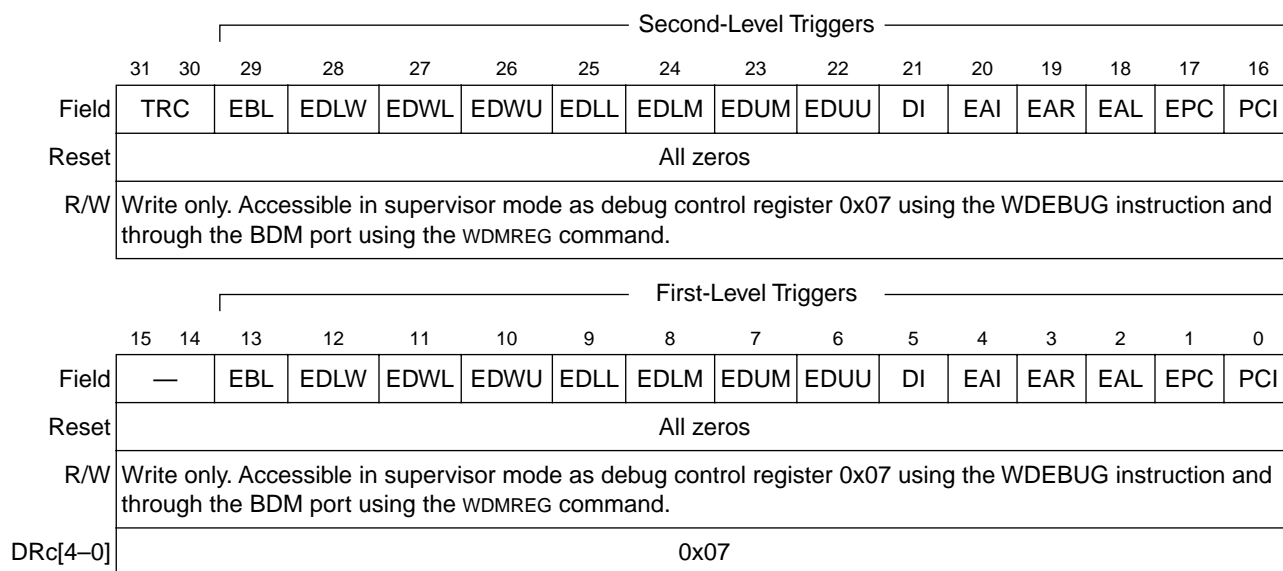 Second-Level Triggers
31 30 29 28 27 26 25 24 23 22 21 20 19 18 17 16
Field TRC EBL EDLW EDWL EDWU EDLL EDLM EDUM EDUU DI EAI EAR EAL EPC PCI
Reset All zeros
R/W Write only. Accessible in supervisor mode as debug control register 0x07 using the WDEBUG instruction and
through the BDM port using the WDMREG command.
First-Level Triggers
15 14 13 12 11 10 9 8 7 6 5 4 3 2 1 0
Field — EBL EDLW EDWL EDWU EDLL EDLM EDUM EDUU DI EAI EAR EAL EPC PCI
Reset All zeros
R/W Write only. Accessible in supervisor mode as debug control register 0x07 using the WDEBUG instruction and
through the BDM port using the WDMREG command.
DRc[4–0] 0x07